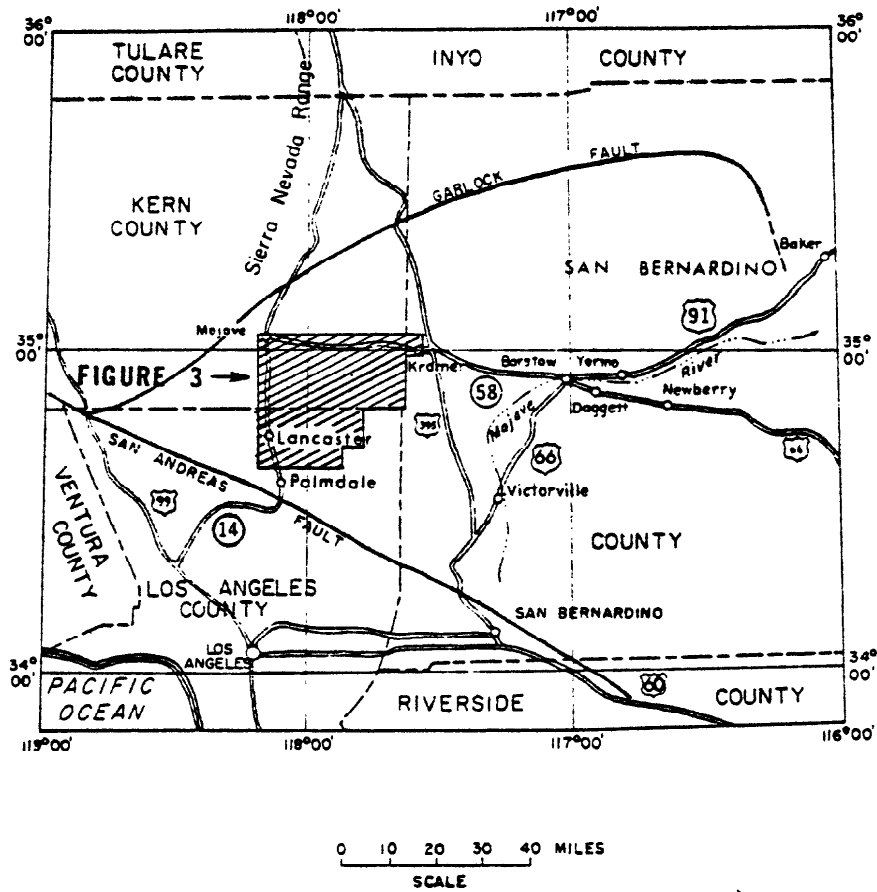 118°00'
117°00'
36°
00'
36°
00'
TULARE
COUNTY
INYO
COUNTY
Sierra Nevada Range
GARLOCK
FAULT
KERN
COUNTY
Baker
SAN BERNARDINO
91
Mojave
35°
00'
35°
00'
Kramer
Barstow
Yermo
River
FIGURE 3
58
Daggett
Newberry
Mojave
395
Lancaster
SAN ANDREAS
66
66
Palmdale
Victorville
99
14
FAULT
VENTURA
COUNTY
COUNTY
LOS ANGELES
COUNTY
SAN BERNARDINO
LOS
ANGELES
34°
00'
34°
00'
60
PACIFIC
OCEAN
RIVERSIDE
COUNTY
119°00'
118°00'
117°00'
116°00'
0 10 20 30 40 MILES
SCALE